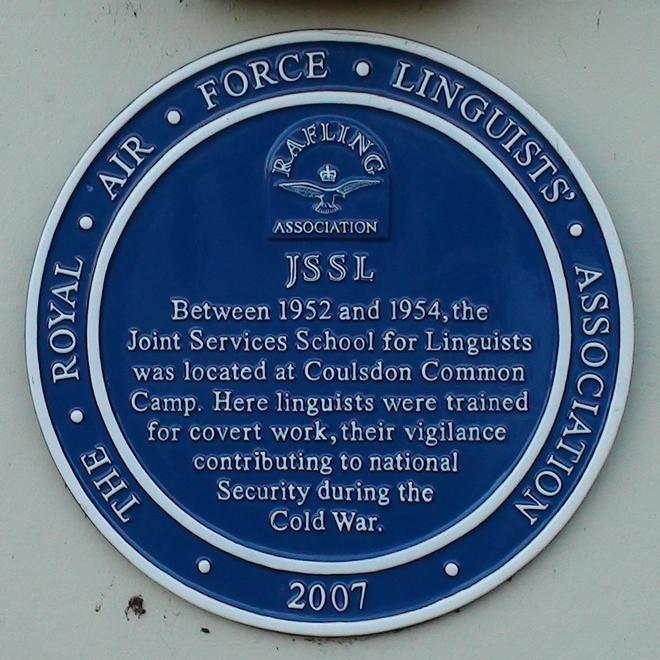 THE • ROYAL • AIR • FORCE • LINGUISTS' • ASSOCIATION
RAFLING
ASSOCIATION
JSSL
Between 1952 and 1954, the
Joint Services School for Linguists
was located at Coulsdon Common
Camp. Here linguists were trained
for covert work, their vigilance
contributing to national
Security during the
Cold War.
2007